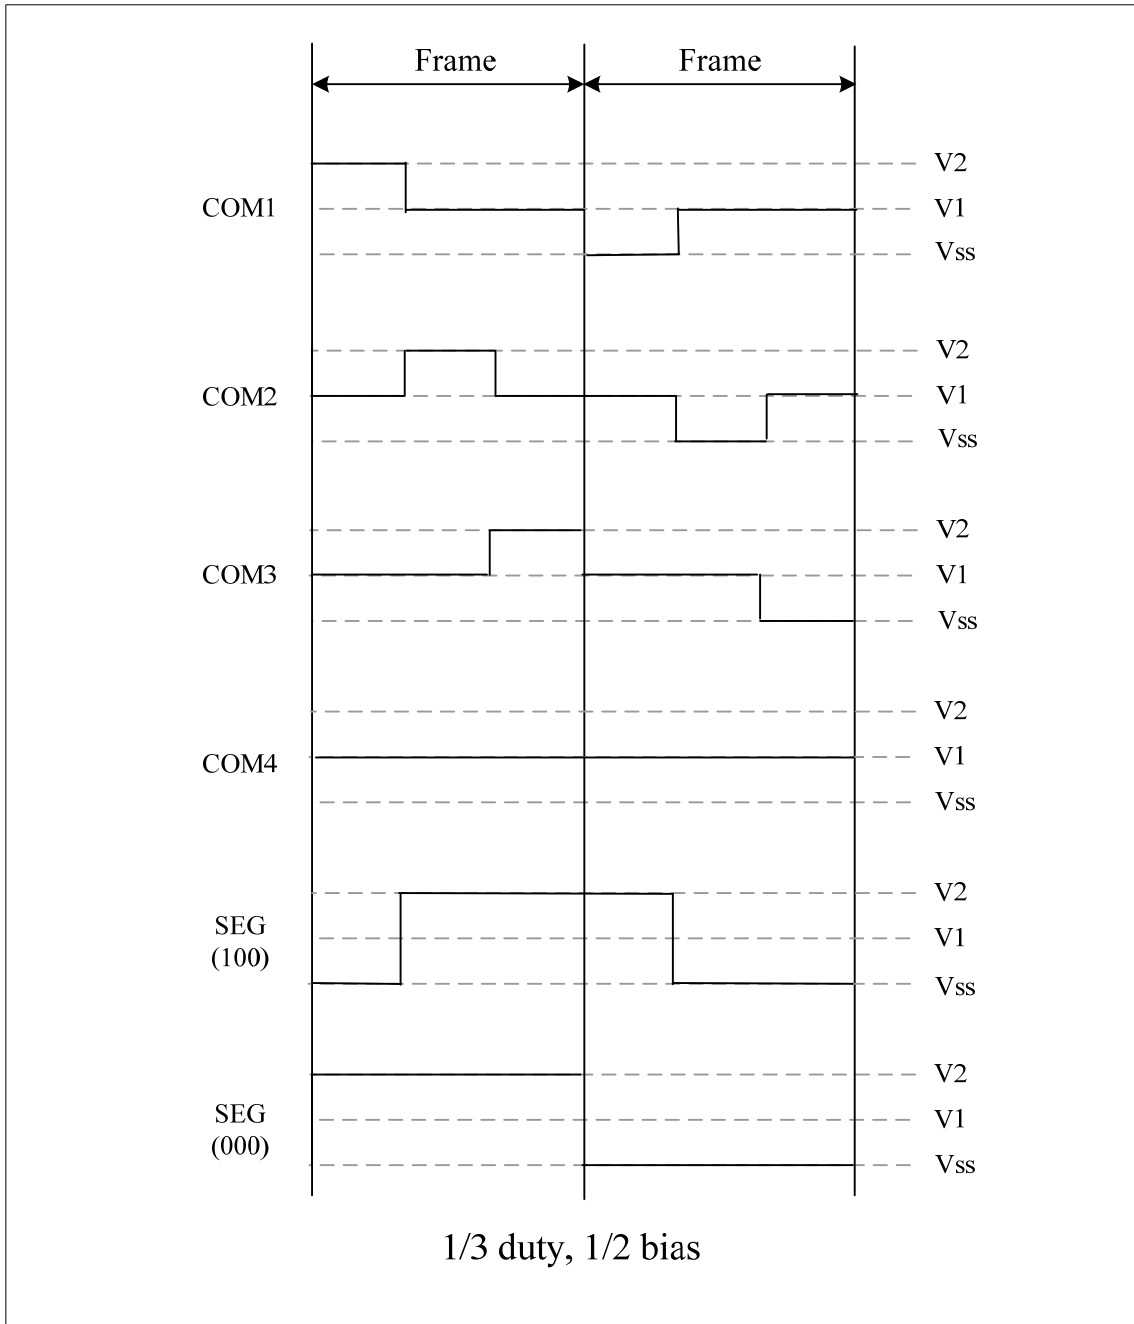 Frame Frame
V2
COM1 V1
Vss
V2
COM2 V1
Vss
V2
COM3 V1
Vss
V2
COM4 V1
Vss
V2
SEG
(100)
V1
Vss
V2
SEG
(000)
V1
Vss
1/3 duty, 1/2 bias